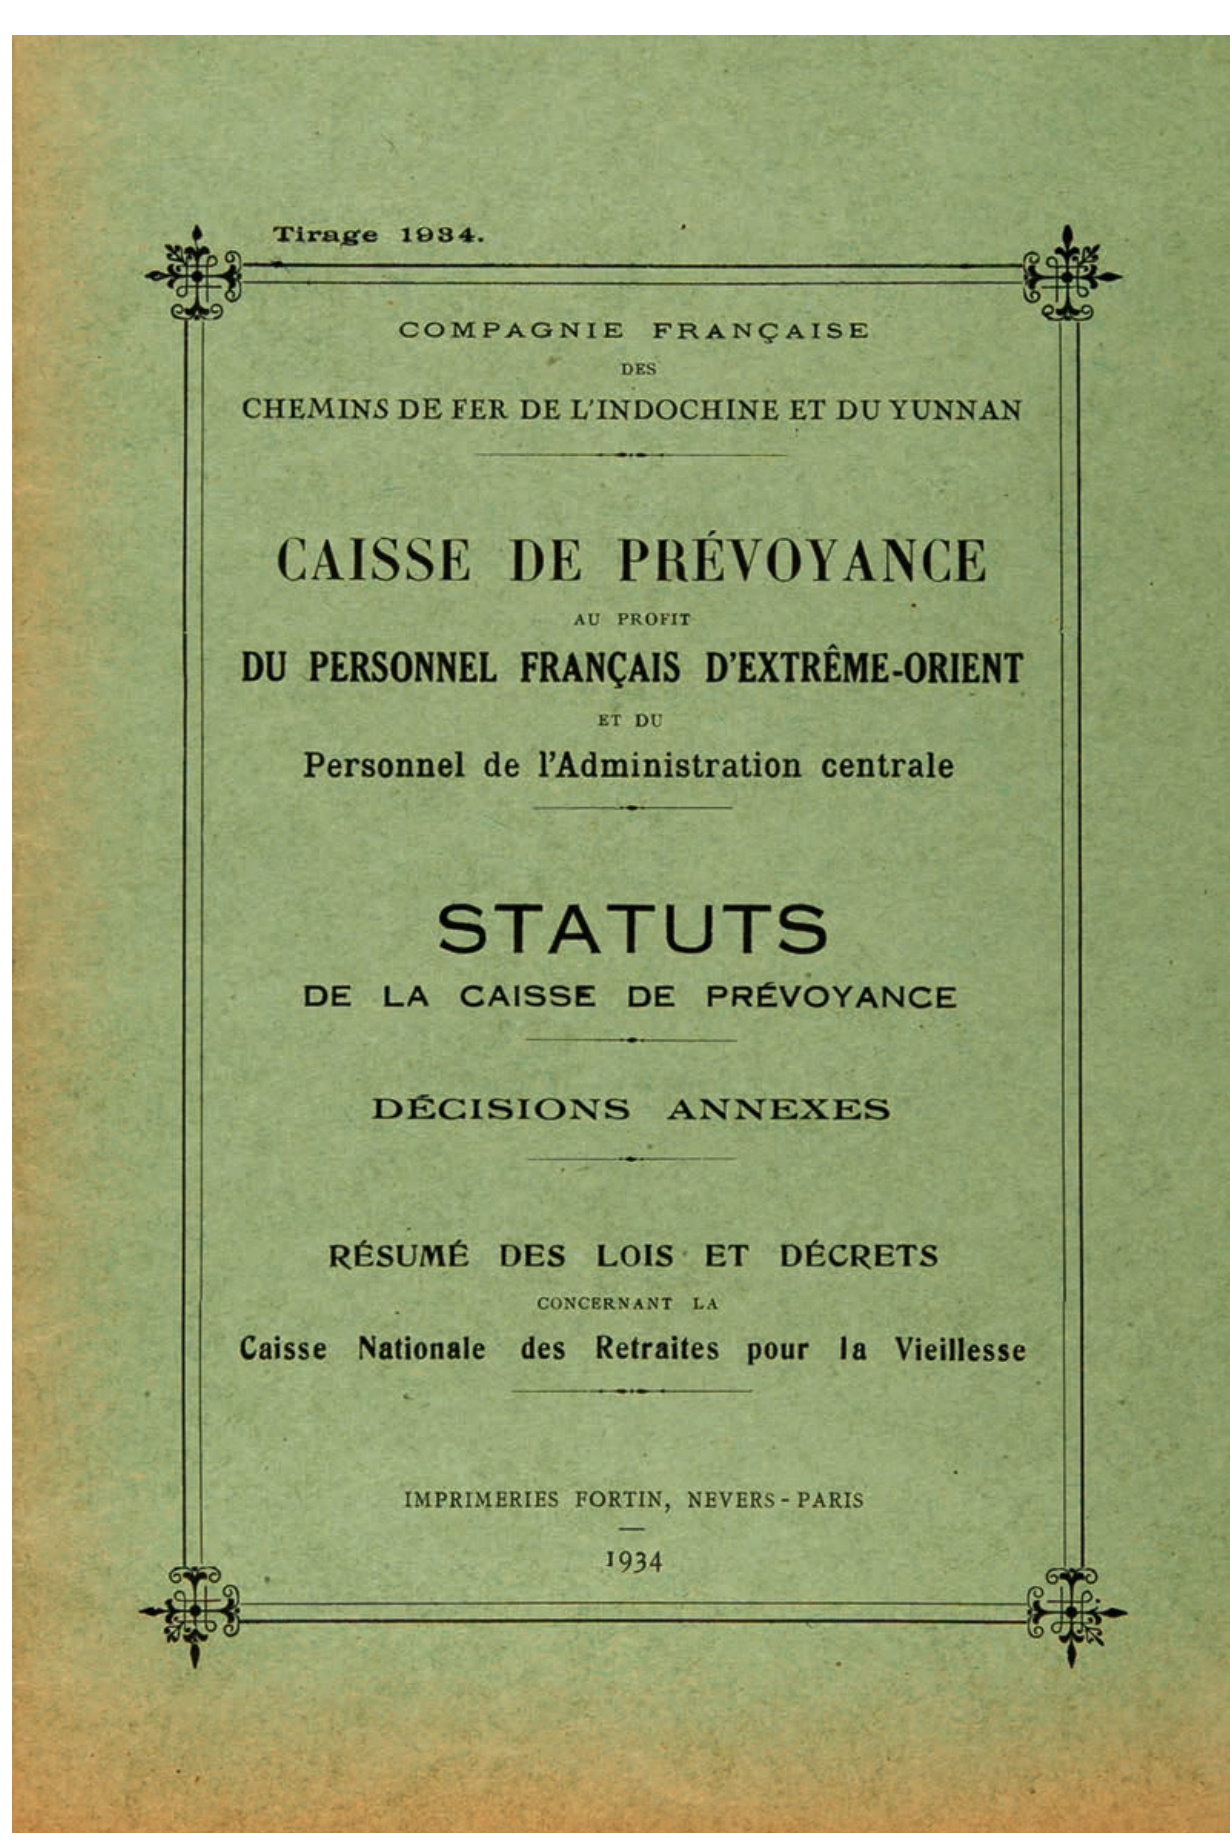 Tirage 1934.
COMPAGNIE FRANÇAISE
DES
CHEMINS DE FER DE L'INDOCHINE ET DU YUNNAN
CAISSE DE PRÉVOYANCE
AU PROFIT
DU PERSONNEL FRANÇAIS D'EXTRÊME-ORIENT
ET DU
Personnel de l'Administration centrale
STATUTS
DE LA CAISSE DE PRÉVOYANCE
DÉCISIONS ANNEXES
RÉSUMÉ DES LOIS ET DÉCRETS
CONCERNANT LA
Caisse Nationale des Retraites pour la Vieillesse
IMPRIMERIES FORTIN, NEVERS - PARIS
1934